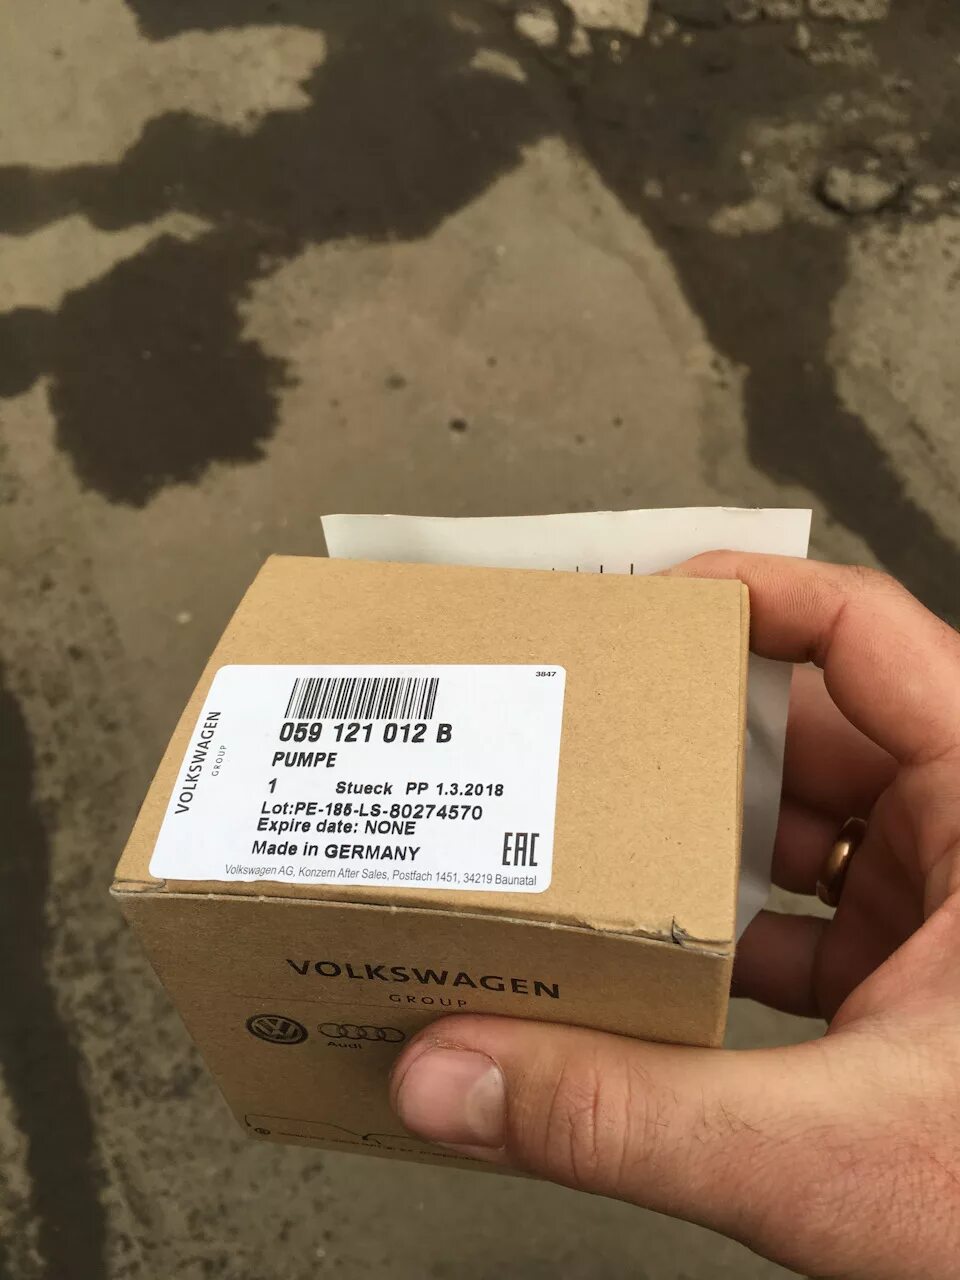 3847
VOLKSWAGEN
GROUP
059 121 012 B
PUMPE
1 Stueck PP 1.3.2018
Lot:PE-185-LS-80274570
Expire date: NONE
Made in GERMANY
EAC
Volkswagen AG, Konzern After Sales, Postfach 1451, 34219 Baunatal
VOLKSWAGEN
GROUP
Audi